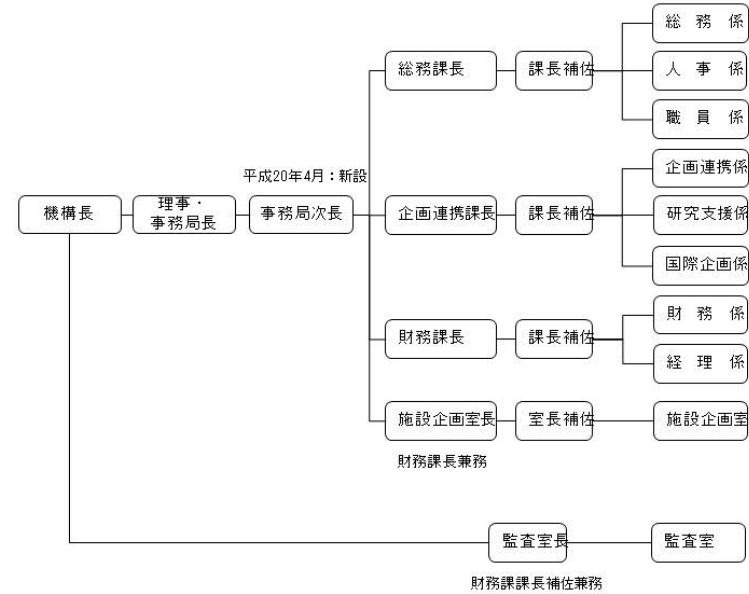 総　務　係
総務課長
課長補佐
人　事　係
職　員　係
平成20年4月：新設
企画連携係
機構長
理事・
事務局長
事務局次長
企画連携課長
課長補佐
研究支援係
国際企画係
財　務　係
財務課長
課長補佐
経　理　係
施設企画室長
室長補佐
施設企画室
財務課長兼務
監査室長
監査室
財務課課長補佐兼務